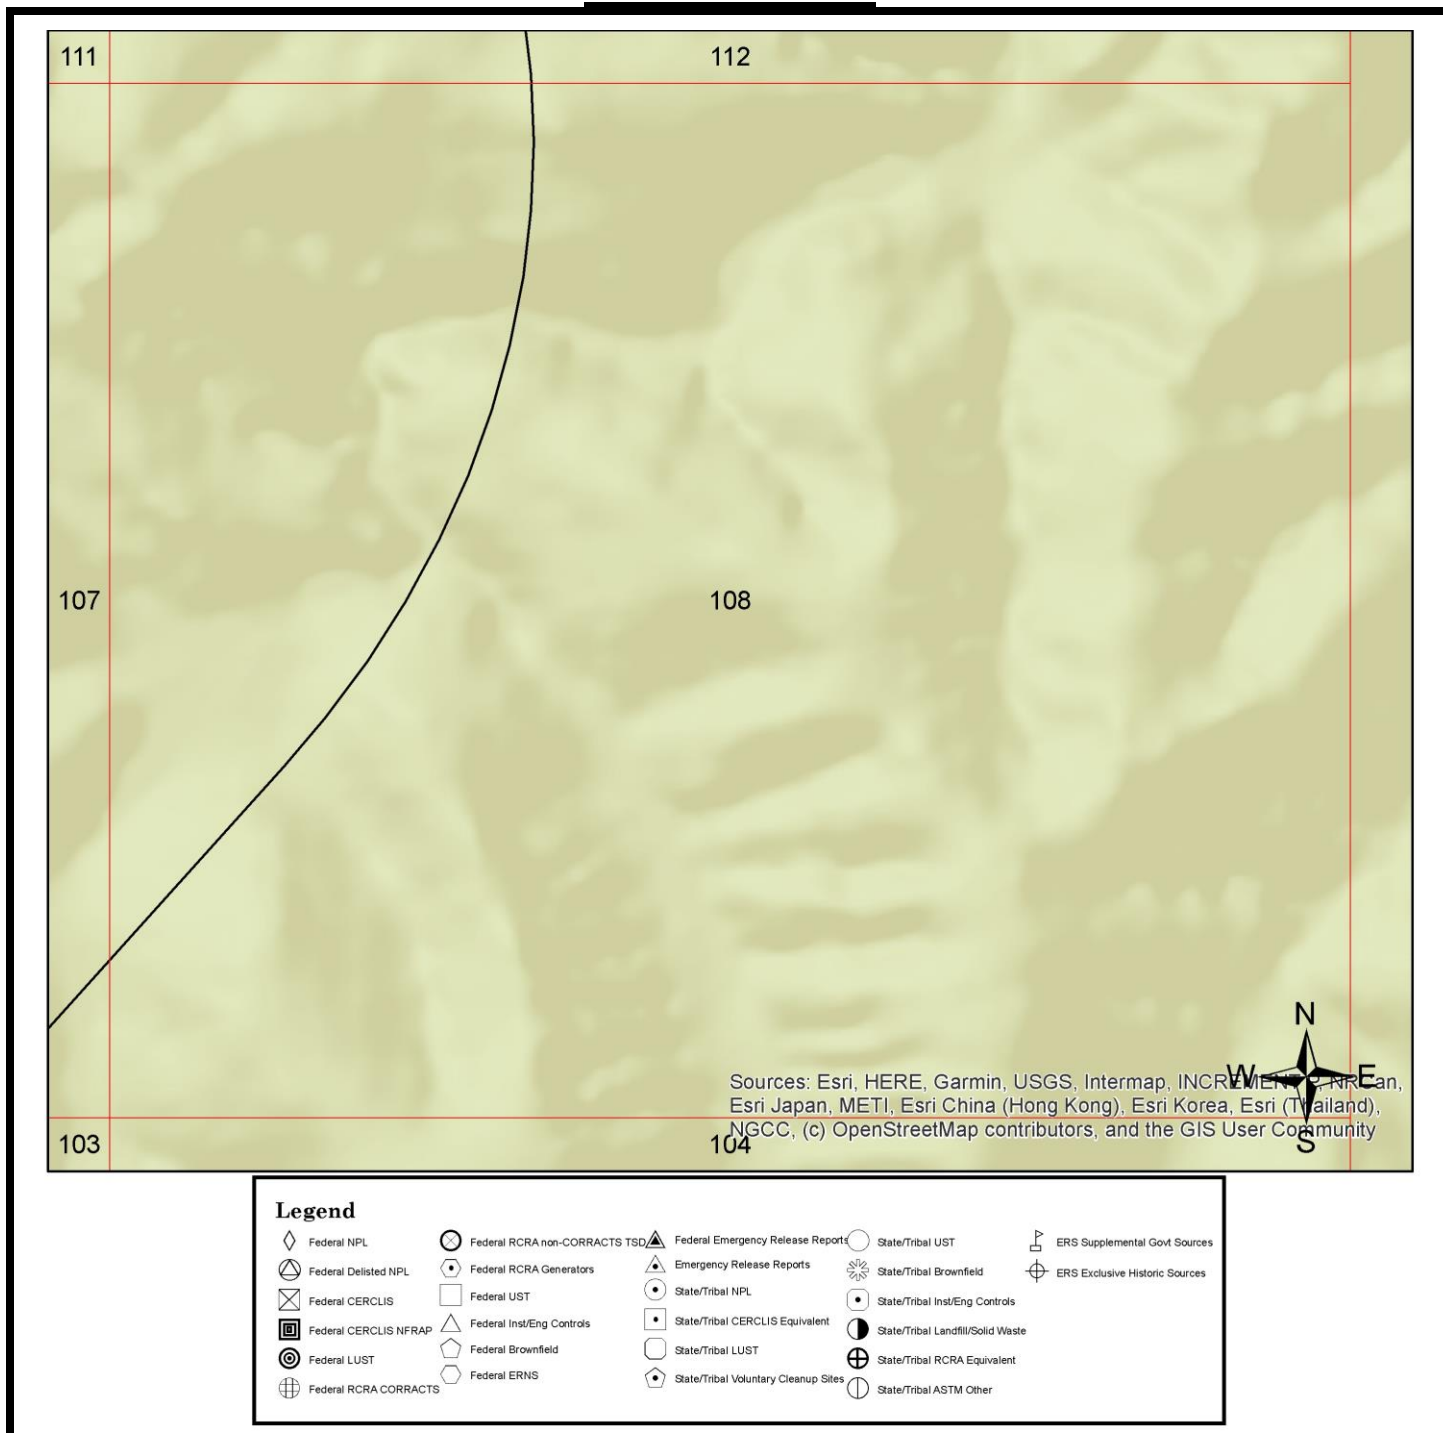 111
112
107
108
N
W
E
S
Sources: Esri, HERE, Garmin, USGS, Intermap, INCREMENT P, NRCan,
Esri Japan, METI, Esri China (Hong Kong), Esri Korea, Esri (Thailand),
NGCC, (c) OpenStreetMap contributors, and the GIS User Community
103
104
Legend
Federal NPL
Federal Delisted NPL
Federal CERCLIS
Federal CERCLIS NFRAP
Federal LUST
Federal RCRA CORRACTS
Federal RCRA non-CORRACTS TSD
Federal RCRA Generators
Federal UST
Federal Inst/Eng Controls
Federal Brownfield
Federal ERNS
Federal Emergency Release Reports
Emergency Release Reports
State/Tribal NPL
State/Tribal CERCLIS Equivalent
State/Tribal LUST
State/Tribal Voluntary Cleanup Sites
State/Tribal UST
State/Tribal Brownfield
State/Tribal Inst/Eng Controls
State/Tribal Landfill/Solid Waste
State/Tribal RCRA Equivalent
State/Tribal ASTM Other
ERS Supplemental Govt Sources
ERS Exclusive Historic Sources